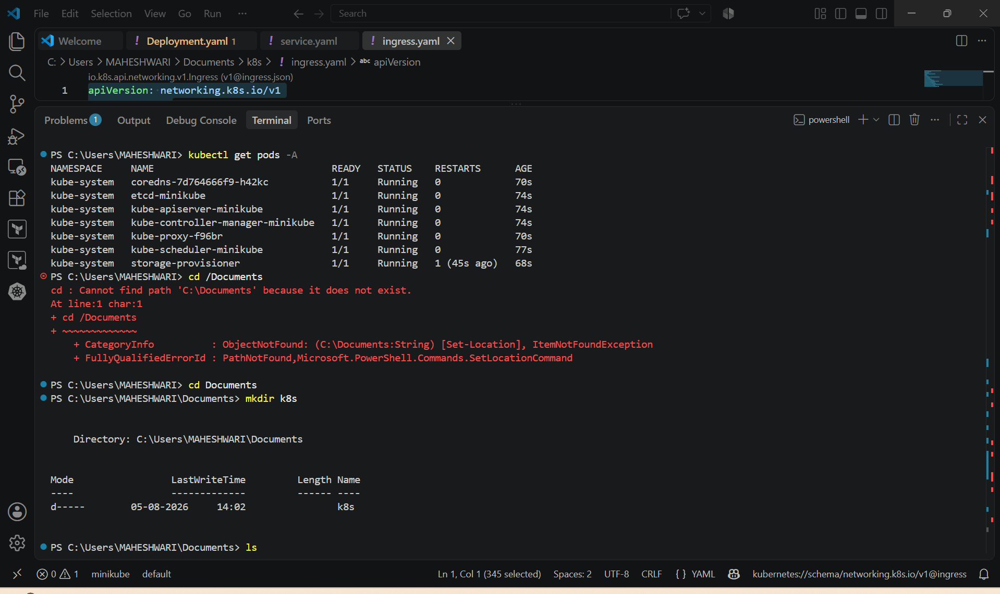 File Edit Selection View Go Run ··· Search
Welcome ! Deployment.yaml 1 ! service.yaml ! ingress.yaml
C: > Users > MAHESHWARI > Documents > k8s > ! ingress.yaml > abc apiVersion
io.k8s.api.networking.v1.Ingress (v1@ingress.json)
1 apiVersion: networking.k8s.io/v1
Problems 1 Output Debug Console Terminal Ports powershell
PS C:\Users\MAHESHWARI> kubectl get pods -A
NAMESPACE NAME READY STATUS RESTARTS AGE
kube-system coredns-7d764666f9-h42kc 1/1 Running 0 70s
kube-system etcd-minikube 1/1 Running 0 74s
kube-system kube-apiserver-minikube 1/1 Running 0 74s
kube-system kube-controller-manager-minikube 1/1 Running 0 74s
kube-system kube-proxy-f96br 1/1 Running 0 70s
kube-system kube-scheduler-minikube 1/1 Running 0 77s
kube-system storage-provisioner 1/1 Running 1 (45s ago) 68s
PS C:\Users\MAHESHWARI> cd /Documents
cd : Cannot find path 'C:\Documents' because it does not exist.
At line:1 char:1
+ cd /Documents
+ ~~~~~~~~~~~~~
+ CategoryInfo : ObjectNotFound: (C:\Documents:String) [Set-Location], ItemNotFoundException
+ FullyQualifiedErrorId : PathNotFound,Microsoft.PowerShell.Commands.SetLocationCommand
PS C:\Users\MAHESHWARI> cd Documents
PS C:\Users\MAHESHWARI\Documents> mkdir k8s
Directory: C:\Users\MAHESHWARI\Documents
Mode LastWriteTime Length Name
---- ------------- ------ ----
d----- 05-08-2026 14:02 k8s
PS C:\Users\MAHESHWARI\Documents> ls
0 1 minikube default Ln 1, Col 1 (345 selected) Spaces: 2 UTF-8 CRLF { } YAML kubernetes://schema/networking.k8s.io/v1@ingress